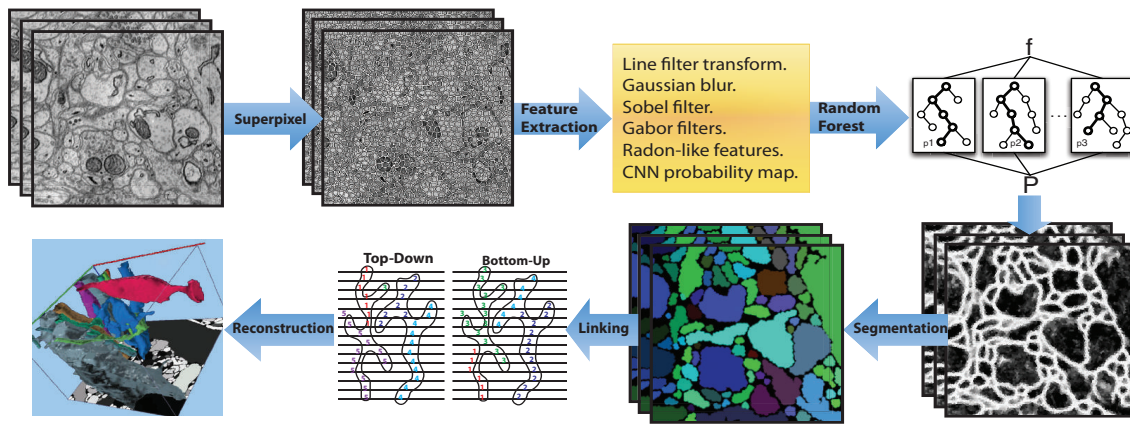 Superpixel
Feature
Extraction
Line filter transform.
Gaussian blur.
Sobel filter.
Gabor filters.
Radon-like features.
CNN probability map.
Random
Forest
f
p1
p2
. . .
p3
P
Segmentation
Linking
Top-Down
Bottom-Up
Reconstruction